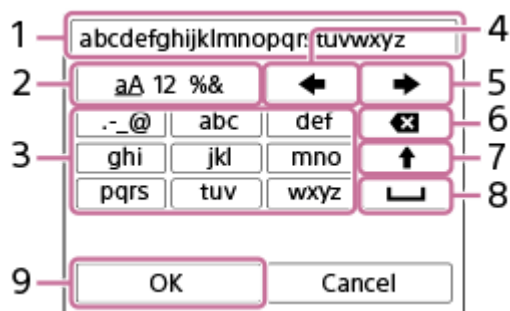 4
1 abcdefghijklmnopqrstuvwxyz
2 aA 12 %& 5
.-_@ abc def 6
3 ghi jkl mno 7
pqrs tuv wxyz 8
9 OK Cancel